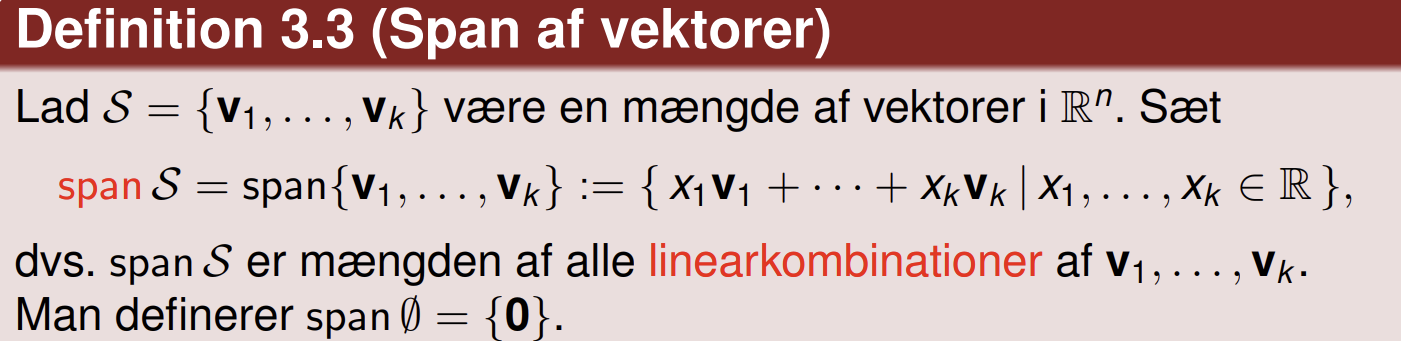 Definition 3.3 (Span af vektorer)
Lad 𝒮 = {v₁, . . . , vₖ} være en mængde af vektorer i ℝⁿ. Sæt
span 𝒮 = span{v₁, . . . , vₖ} := { x₁v₁ + · · · + xₖvₖ | x₁, . . . , xₖ ∈ ℝ },
dvs. span 𝒮 er mængden af alle linearkombinationer af v₁, . . . , vₖ.
Man definerer span ∅ = {0}.